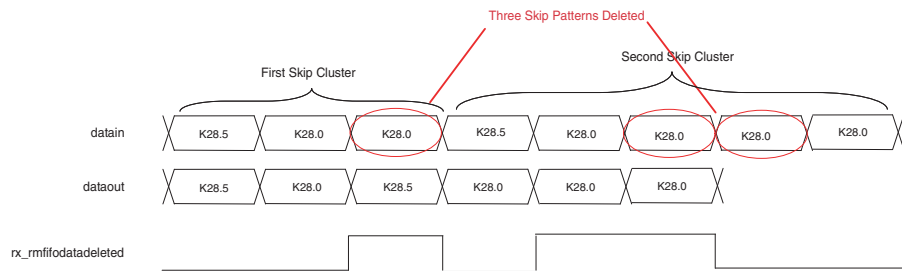 Three Skip Patterns Deleted
First Skip Cluster
Second Skip Cluster
datain K28.5 K28.0 K28.0 K28.5 K28.0 K28.0 K28.0 K28.0
dataout K28.5 K28.0 K28.5 K28.0 K28.0 K28.0
rx_rmfifodatadeleted